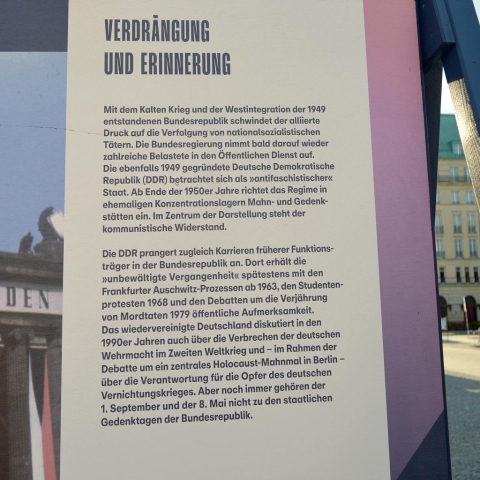 VERDRÄNGUNG
UND ERINNERUNG
Mit dem Kalten Krieg und der Westintegration der 1949
entstandenen Bundesrepublik schwindet der alliierte
Druck auf die Verfolgung von nationalsozialistischen
Tätern. Die Bundesregierung nimmt bald darauf wieder
zahlreiche Belastete in den Öffentlichen Dienst auf.
Die ebenfalls 1949 gegründete Deutsche Demokratische
Republik (DDR) betrachtet sich als »antifaschistischer«
Staat. Ab Ende der 1950er Jahre richtet das Regime in
ehemaligen Konzentrationslagern Mahn- und Gedenk-
stätten ein. Im Zentrum der Darstellung steht der
kommunistische Widerstand.
Die DDR prangert zugleich Karrieren früherer Funktions-
träger in der Bundesrepublik an. Dort erhält die
»unbewältigte Vergangenheit« spätestens mit den
Frankfurter Auschwitz-Prozessen ab 1963, den Studenten-
protesten 1968 und den Debatten um die Verjährung
von Mordtaten 1979 öffentliche Aufmerksamkeit.
Das wiedervereinigte Deutschland diskutiert in den
1990er Jahren auch über die Verbrechen der deutschen
Wehrmacht im Zweiten Weltkrieg und – im Rahmen der
Debatte um ein zentrales Holocaust-Mahnmal in Berlin –
über die Verantwortung für die Opfer des deutschen
Vernichtungskrieges. Aber noch immer gehören der
1. September und der 8. Mai nicht zu den staatlichen
Gedenktagen der Bundesrepublik.
DEN